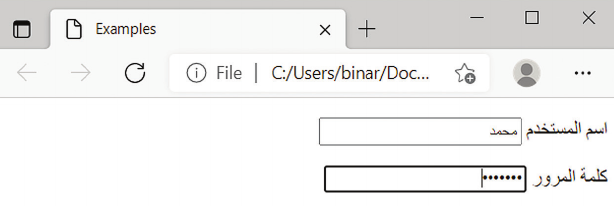 Examples
File | C:/Users/binar/Doc...
اسم المستخدم محمد
كلمة المرور •••••••